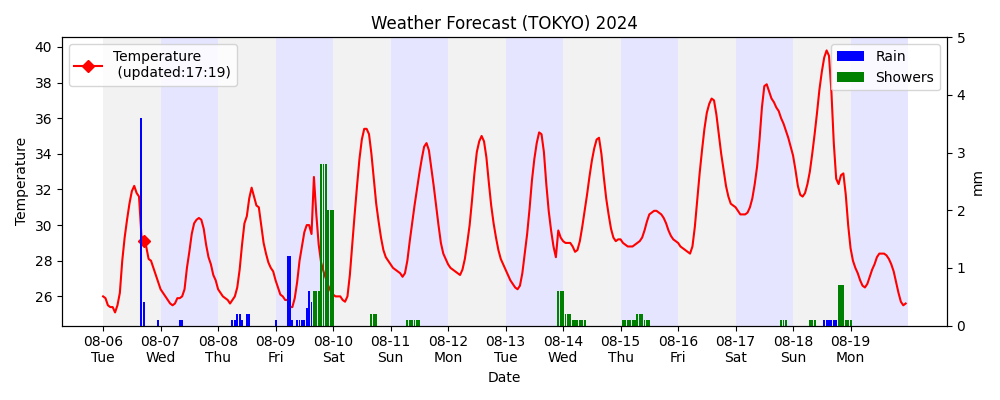 Weather Forecast (TOKYO) 2024
Temperature
(updated:17:19)
Rain
Showers
Temperature
40
38
36
34
32
30
28
26
5
4
3
2
1
0
mm
08-06 08-07 08-08 08-09 08-10 08-11 08-12 08-13 08-14 08-15 08-16 08-17 08-18 08-19
Tue Wed Thu Fri Sat Sun Mon Tue Wed Thu Fri Sat Sun Mon
Date